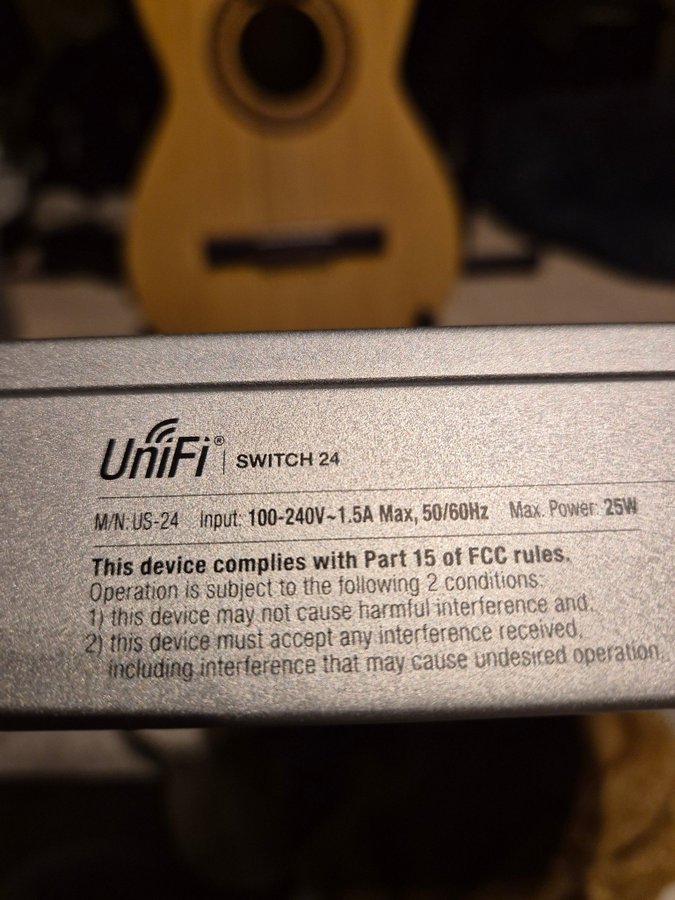 UniFi® | SWITCH 24
M/N: US-24 Input: 100-240V~1.5A Max, 50/60Hz Max. Power: 25W
This device complies with Part 15 of FCC rules.
Operation is subject to the following 2 conditions:
1) this device may not cause harmful interference and,
2) this device must accept any interference received,
including interference that may cause undesired operation.